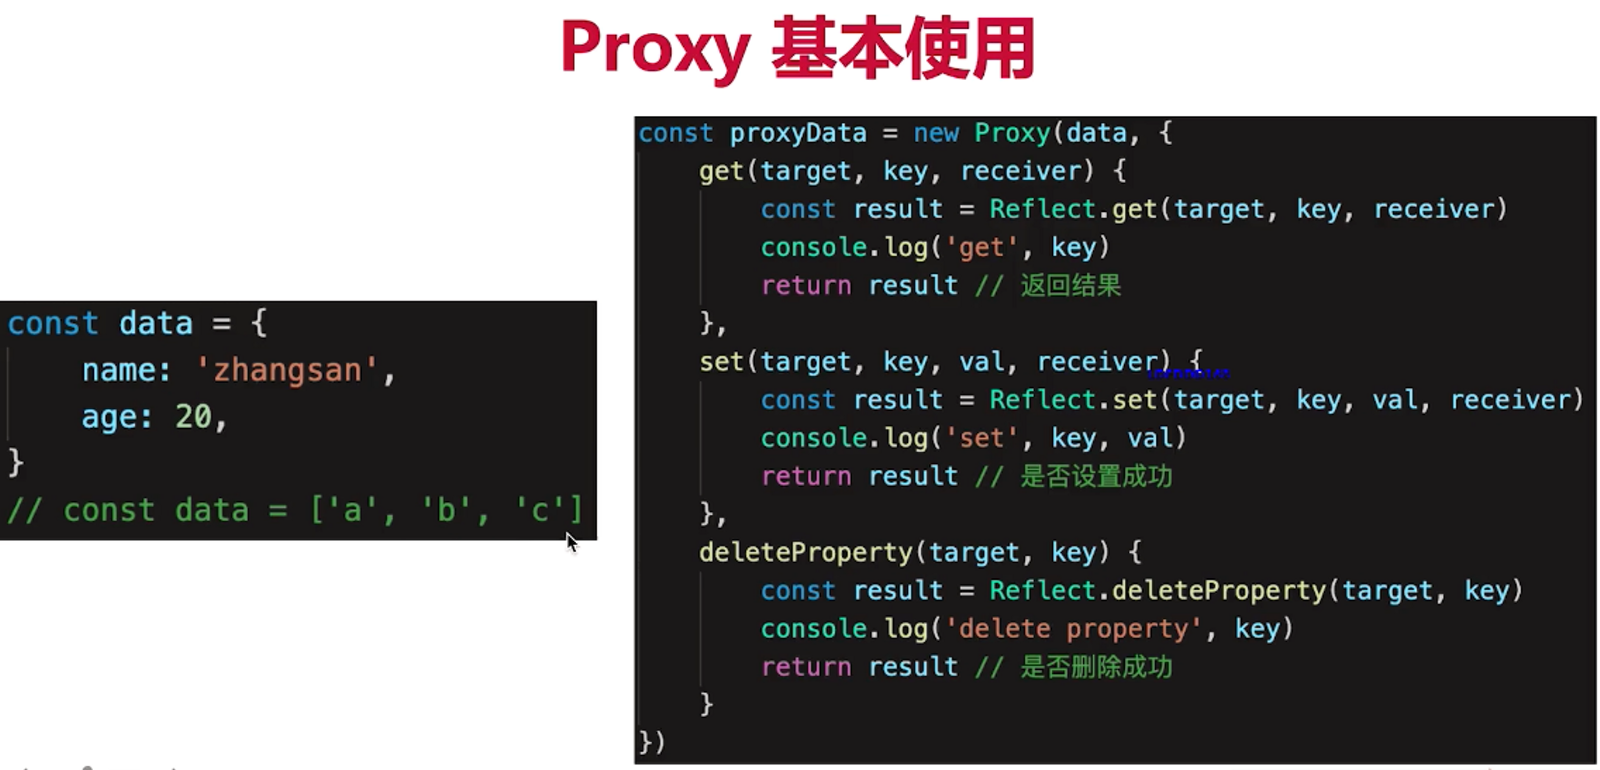 Proxy 基本使用
const data = {
name: 'zhangsan',
age: 20,
}
// const data = ['a', 'b', 'c']
const proxyData = new Proxy(data, {
get(target, key, receiver) {
const result = Reflect.get(target, key, receiver)
console.log('get', key)
return result // 返回结果
},
set(target, key, val, receiver) {
const result = Reflect.set(target, key, val, receiver)
console.log('set', key, val)
return result // 是否设置成功
},
deleteProperty(target, key) {
const result = Reflect.deleteProperty(target, key)
console.log('delete property', key)
return result // 是否删除成功
}
})